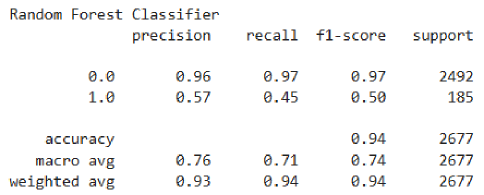 Random Forest Classifier
precision recall f1-score support
0.0 0.96 0.97 0.97 2492
1.0 0.57 0.45 0.50 185
accuracy 0.94 2677
macro avg 0.76 0.71 0.74 2677
weighted avg 0.93 0.94 0.94 2677